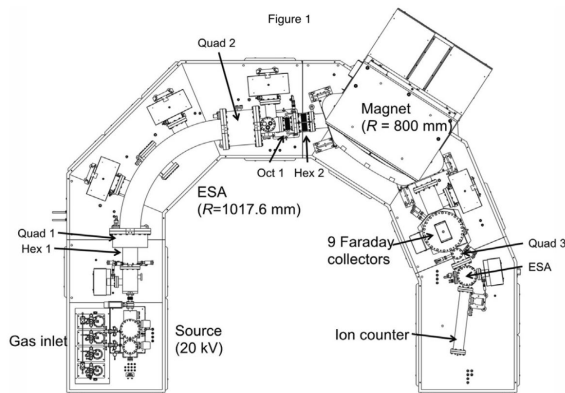 Figure 1
Quad 2
Magnet
(R = 800 mm)
Oct 1
Hex 2
ESA
(R=1017.6 mm)
Quad 1
Hex 1
9 Faraday
collectors
Quad 3
ESA
Gas inlet
Source
(20 kV)
Ion counter